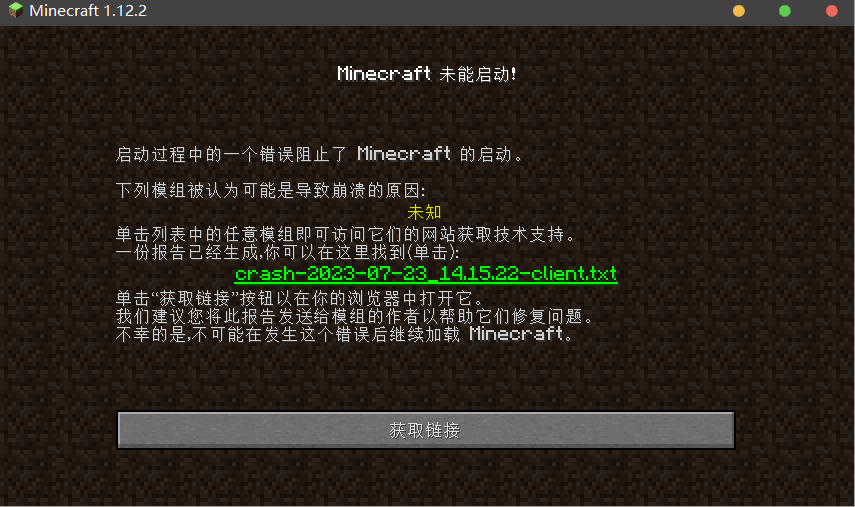 Minecraft 1.12.2
Minecraft 未能启动!
启动过程中的一个错误阻止了 Minecraft 的启动。
下列模组被认为可能是导致崩溃的原因:
未知
单击列表中的任意模组即可访问它们的网站获取技术支持。
一份报告已经生成,你可以在这里找到(单击):
crash-2023-07-23_14.15.22-client.txt
单击“获取链接”按钮以在你的浏览器中打开它。
我们建议您将此报告发送给模组的作者以帮助它们修复问题。
不幸的是,不可能在发生这个错误后继续加载 Minecraft。
获取链接